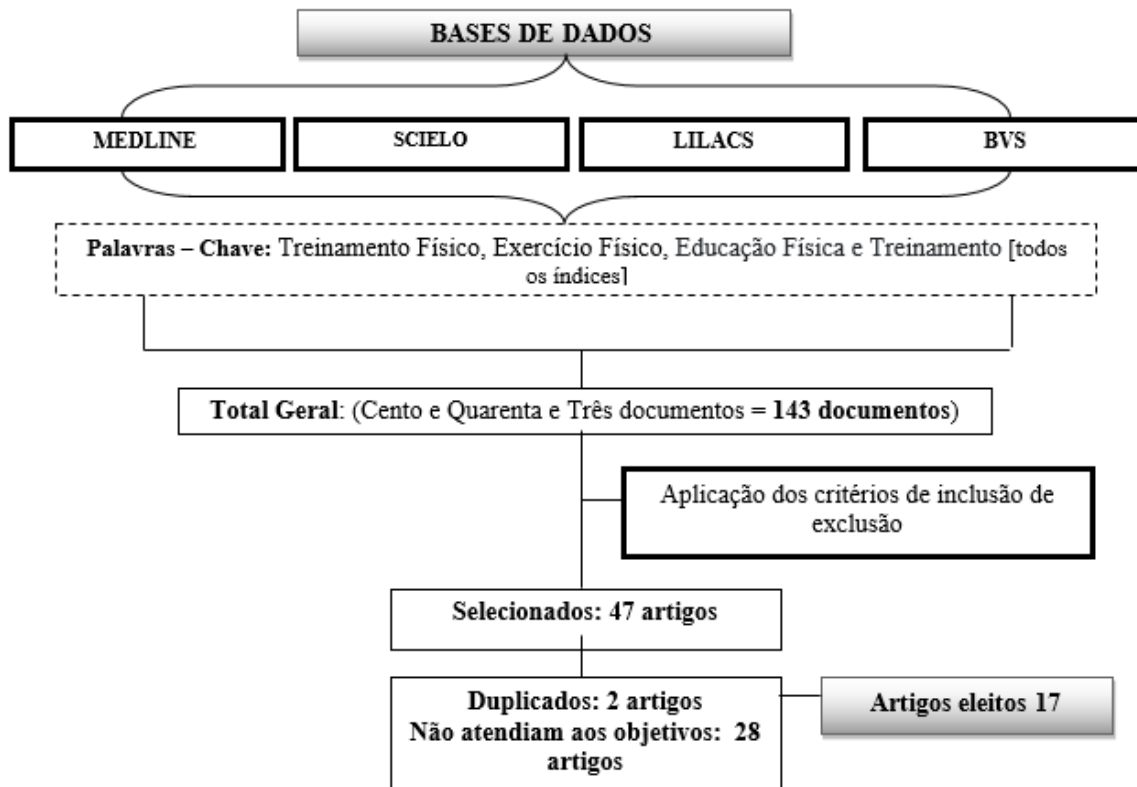 BASES DE DADOS
MEDLINE
SCIELO
LILACS
BVS
Palavras – Chave: Treinamento Físico, Exercício Físico, Educação Física e Treinamento [todos
os índices]
Total Geral: (Cento e Quarenta e Três documentos = 143 documentos)
Aplicação dos critérios de inclusão de
exclusão
Selecionados: 47 artigos
Duplicados: 2 artigos
Não atendiam aos objetivos: 28
artigos
Artigos eleitos 17